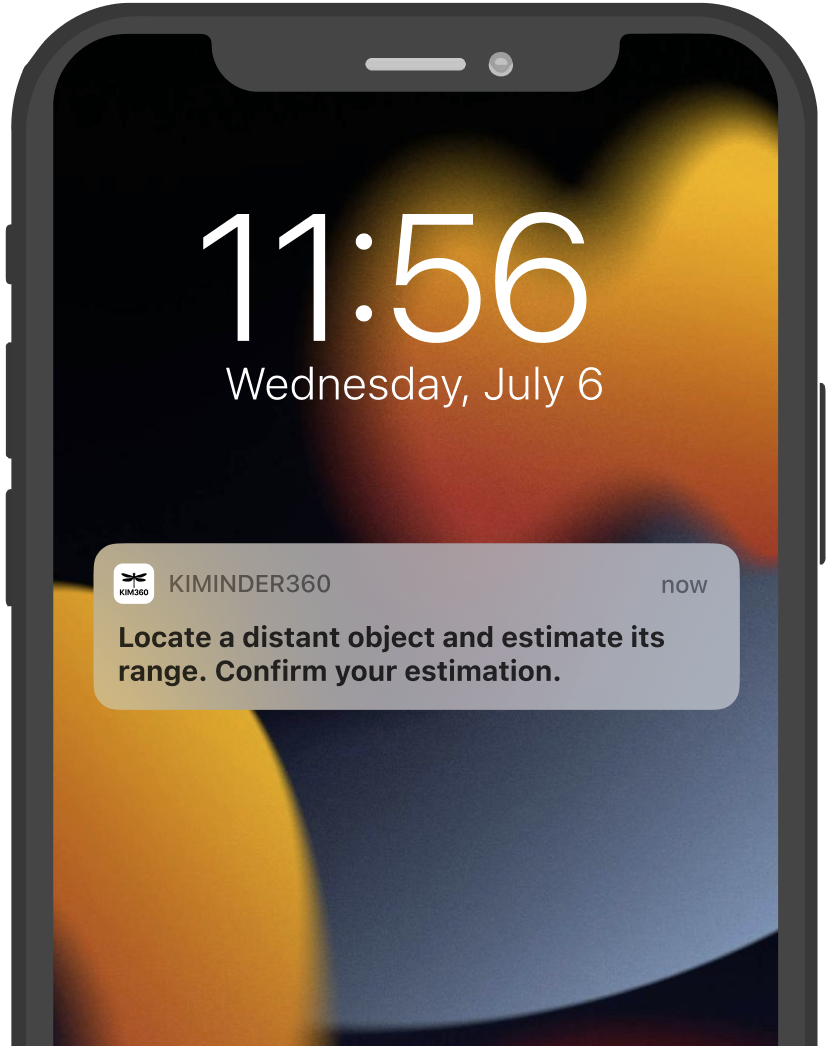 11:56
Wednesday, July 6
KIM360 KIMINDER360 now
Locate a distant object and estimate its
range. Confirm your estimation.